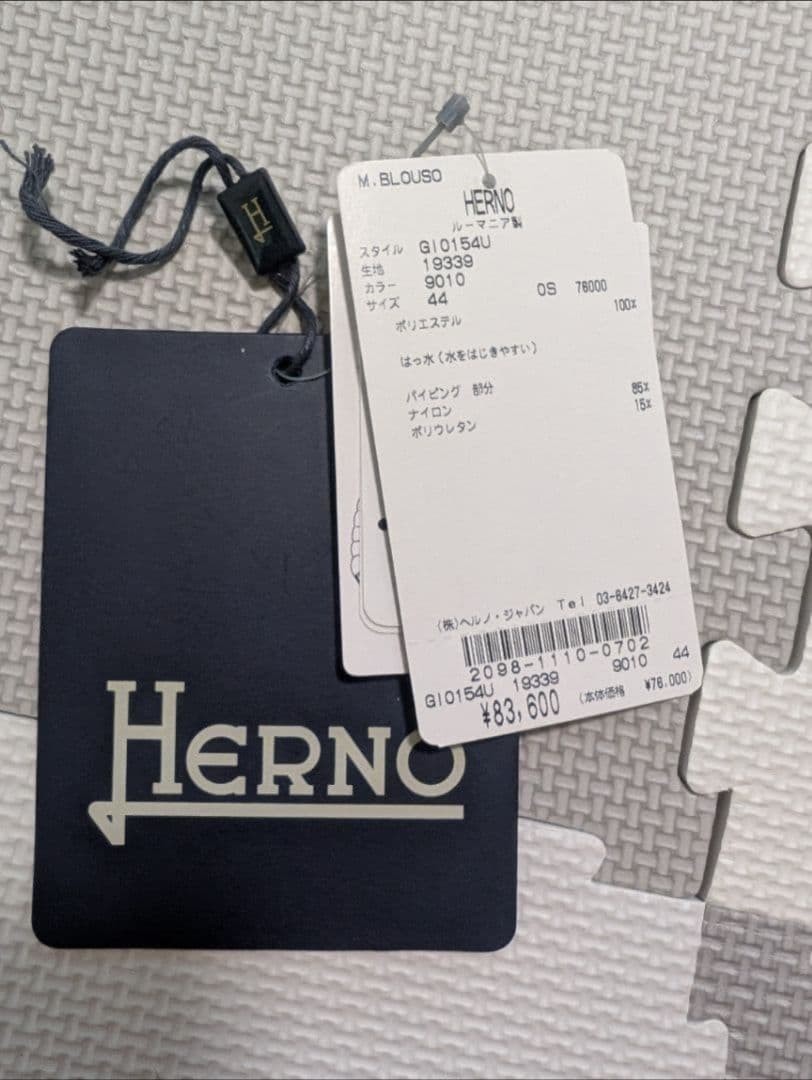 M.BLOUSO
HERNO
ルーマニア製
スタイル GI0154U
生地 19339
カラー 9010
サイズ 44 OS 76000
ポリエステル 100%
はっ水(水をはじきやすい)
パイピング 部分
ナイロン 85%
ポリウレタン 15%
(株)ヘルノ・ジャパン Tel 03-6427-3424
2098-1110-0702
GI0154U 19339 9010 44
¥83,600 (本体価格 ¥76.000)
H
HERNO